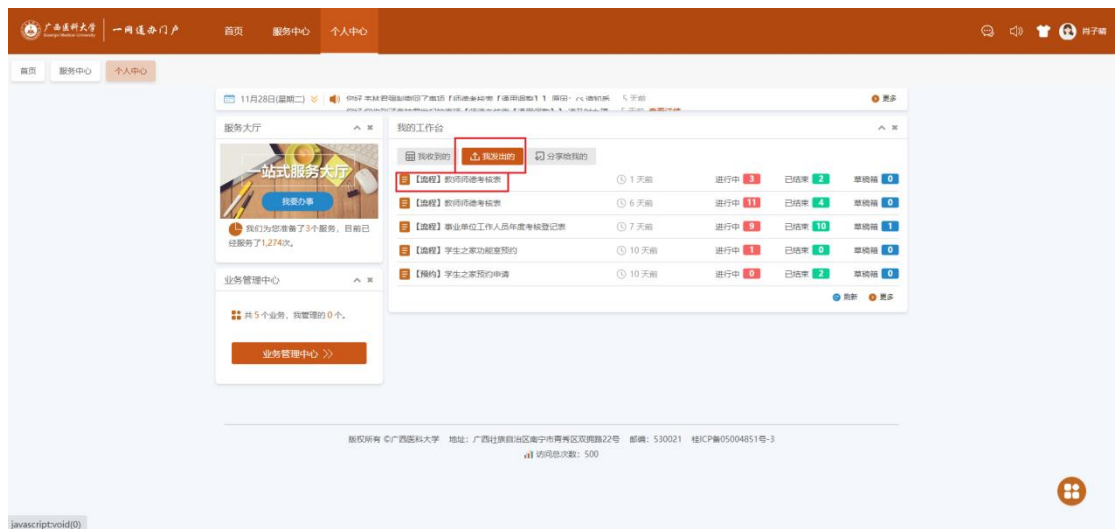 广西医科大学 一网通办门户 首页 服务中心 个人中心
Guangxi Medical University
首页 服务中心 个人中心
11月28日(星期二) 5 天前 更多
服务大厅
我的工作台
我收到的 我发出的 分享给我的
一站式服务大厅
我要办事
我们为您准备了3个服务，目前已
经服务了1,274次。
【流程】教师师德考核表 1 天前 进行中 3 已结束 2 草稿箱 0
【流程】教师师德考核表 6 天前 进行中 11 已结束 4 草稿箱 0
【流程】事业单位工作人员年度考核登记表 7 天前 进行中 9 已结束 10 草稿箱 1
【流程】学生之家功能室预约 10 天前 进行中 1 已结束 0 草稿箱 0
【预约】学生之家预约申请 10 天前 进行中 0 已结束 2 草稿箱 0
刷新 更多
业务管理中心
共5个业务，我管理的0个。
业务管理中心
版权所有 ©广西医科大学 地址：广西壮族自治区南宁市青秀区双拥路22号 邮编：530021 桂ICP备05004851号-3
访问总次数：500
javascript:void(0)